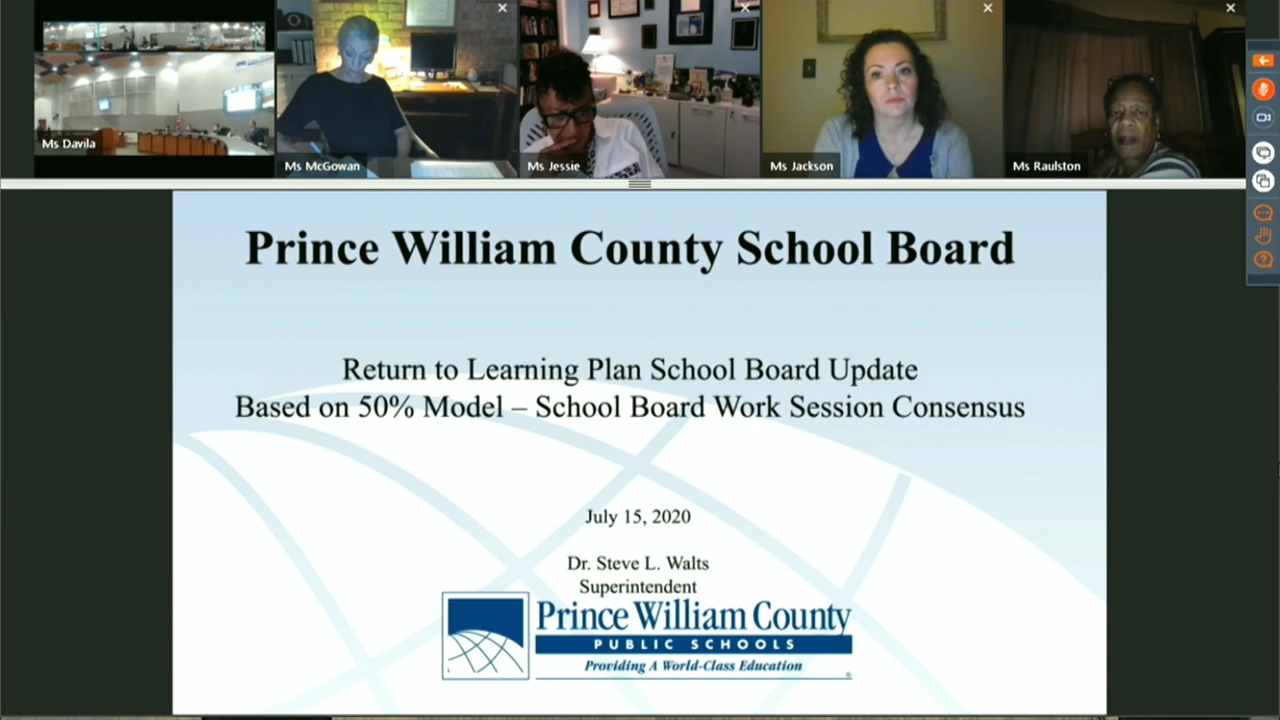 Ms Davila
Ms McGowan
Ms Jessie
Ms Jackson
Ms Raulston
Prince William County School Board
Return to Learning Plan School Board Update
Based on 50% Model – School Board Work Session Consensus
July 15, 2020
Dr. Steve L. Walts
Superintendent
Prince William County
PUBLIC SCHOOLS
Providing A World-Class Education
®